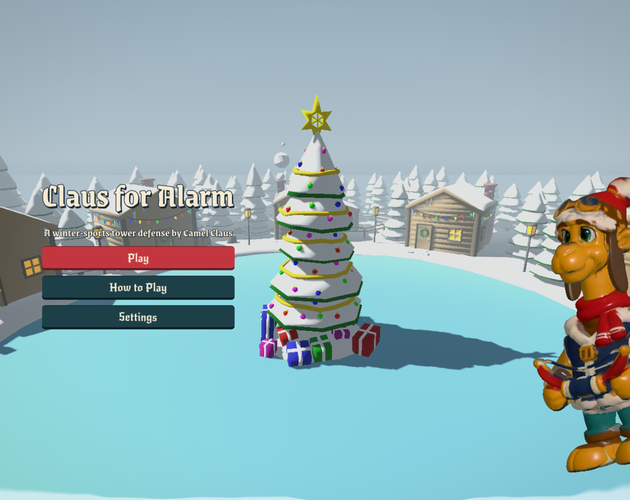 Claus for Alarm
A winter-sports tower defense by Camel Claus.
Play
How to Play
Settings